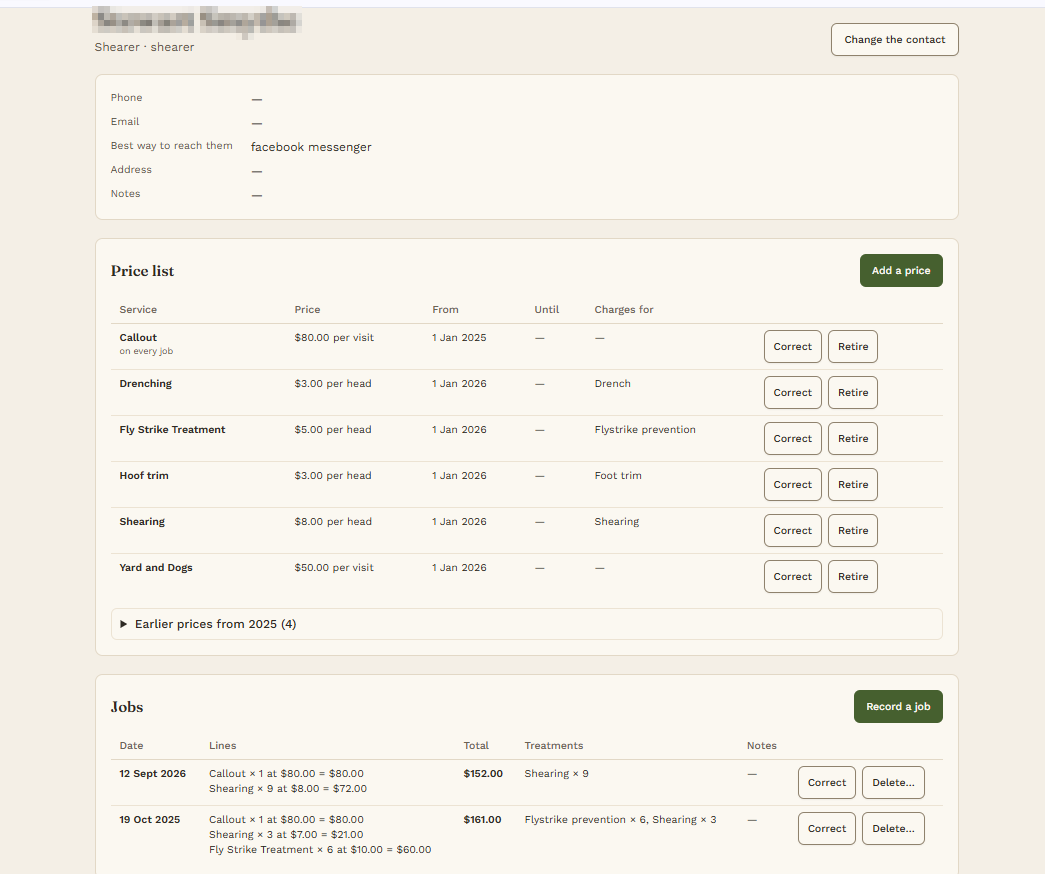 Shearer · shearer
Change the contact
Phone —
Email —
Best way to reach them facebook messenger
Address —
Notes —
Price list
Add a price
Service Price From Until Charges for
Callout $80.00 per visit 1 Jan 2025 — — Correct Retire
on every job
Drenching $3.00 per head 1 Jan 2026 — Drench Correct Retire
Fly Strike Treatment $5.00 per head 1 Jan 2026 — Flystrike prevention Correct Retire
Hoof trim $3.00 per head 1 Jan 2026 — Foot trim Correct Retire
Shearing $8.00 per head 1 Jan 2026 — Shearing Correct Retire
Yard and Dogs $50.00 per visit 1 Jan 2026 — — Correct Retire
Earlier prices from 2025 (4)
Jobs
Record a job
Date Lines Total Treatments Notes
12 Sept 2026 Callout × 1 at $80.00 = $80.00 $152.00 Shearing × 9 — Correct Delete...
Shearing × 9 at $8.00 = $72.00
19 Oct 2025 Callout × 1 at $80.00 = $80.00 $161.00 Flystrike prevention × 6, Shearing × 3 — Correct Delete...
Shearing × 3 at $7.00 = $21.00
Fly Strike Treatment × 6 at $10.00 = $60.00